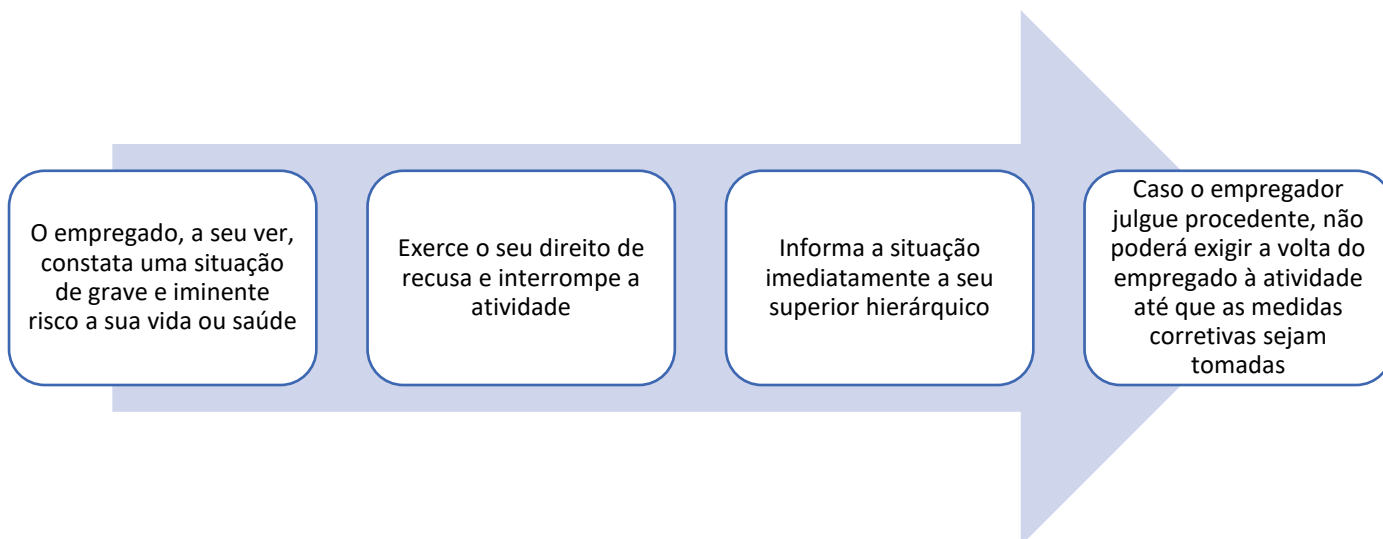 O empregado, a seu ver,
constata uma situação
de grave e iminente
risco a sua vida ou saúde
Exerce o seu direito de
recusa e interrompe a
atividade
Informa a situação
imediatamente a seu
superior hierárquico
Caso o empregador
julgue procedente, não
poderá exigir a volta do
empregado à atividade
até que as medidas
corretivas sejam
tomadas